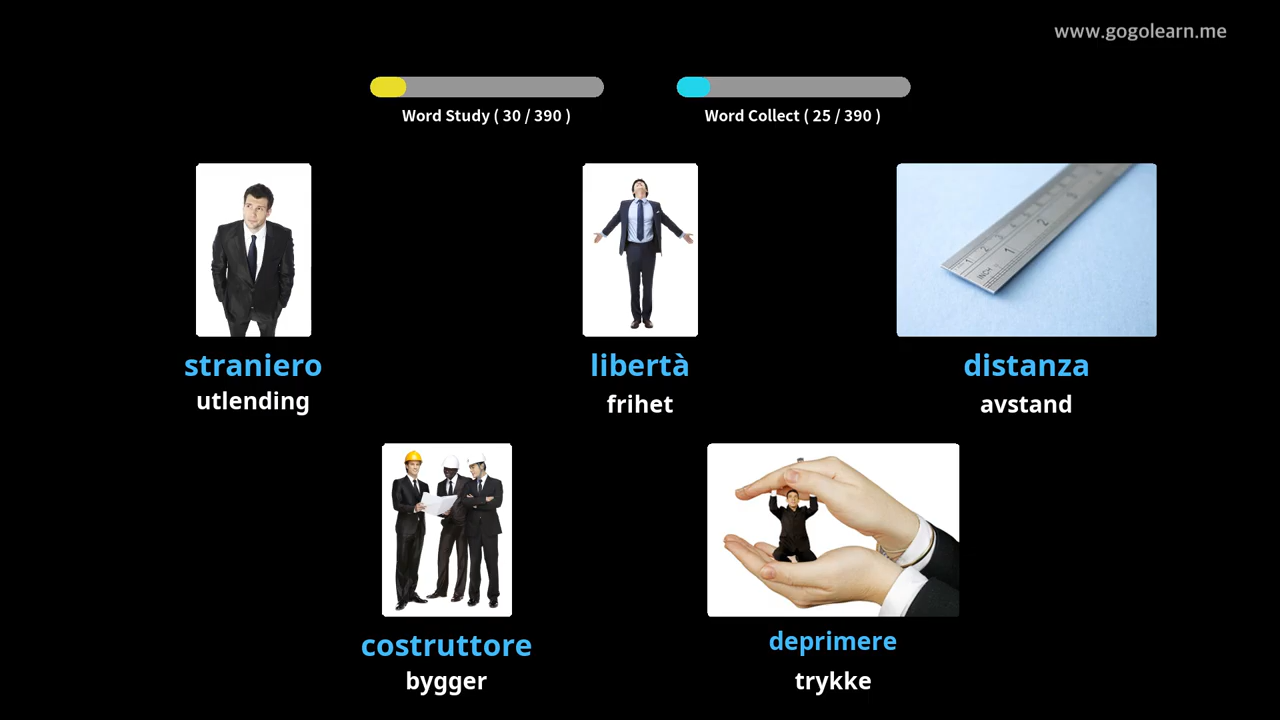 www.gogolearn.me
Word Study ( 30 / 390 )
Word Collect ( 25 / 390 )
straniero
utlending
libertà
frihet
distanza
avstand
costruttore
bygger
deprimere
trykke